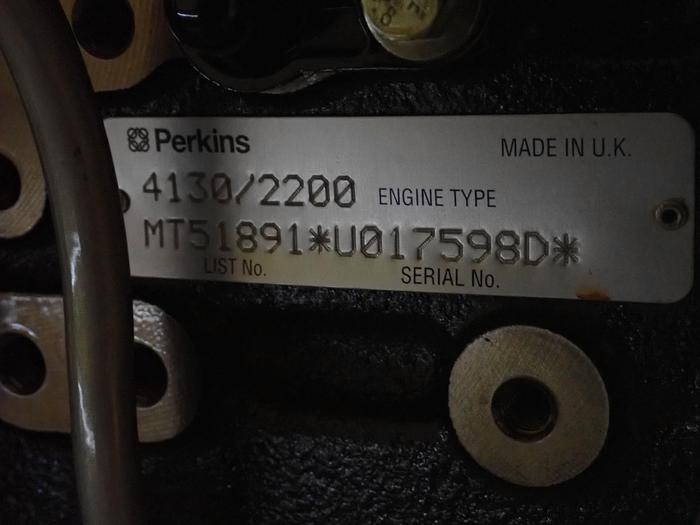 Perkins MADE IN U.K.
4130/2200 ENGINE TYPE
MT51891*U017598D*
LIST No. SERIAL No.